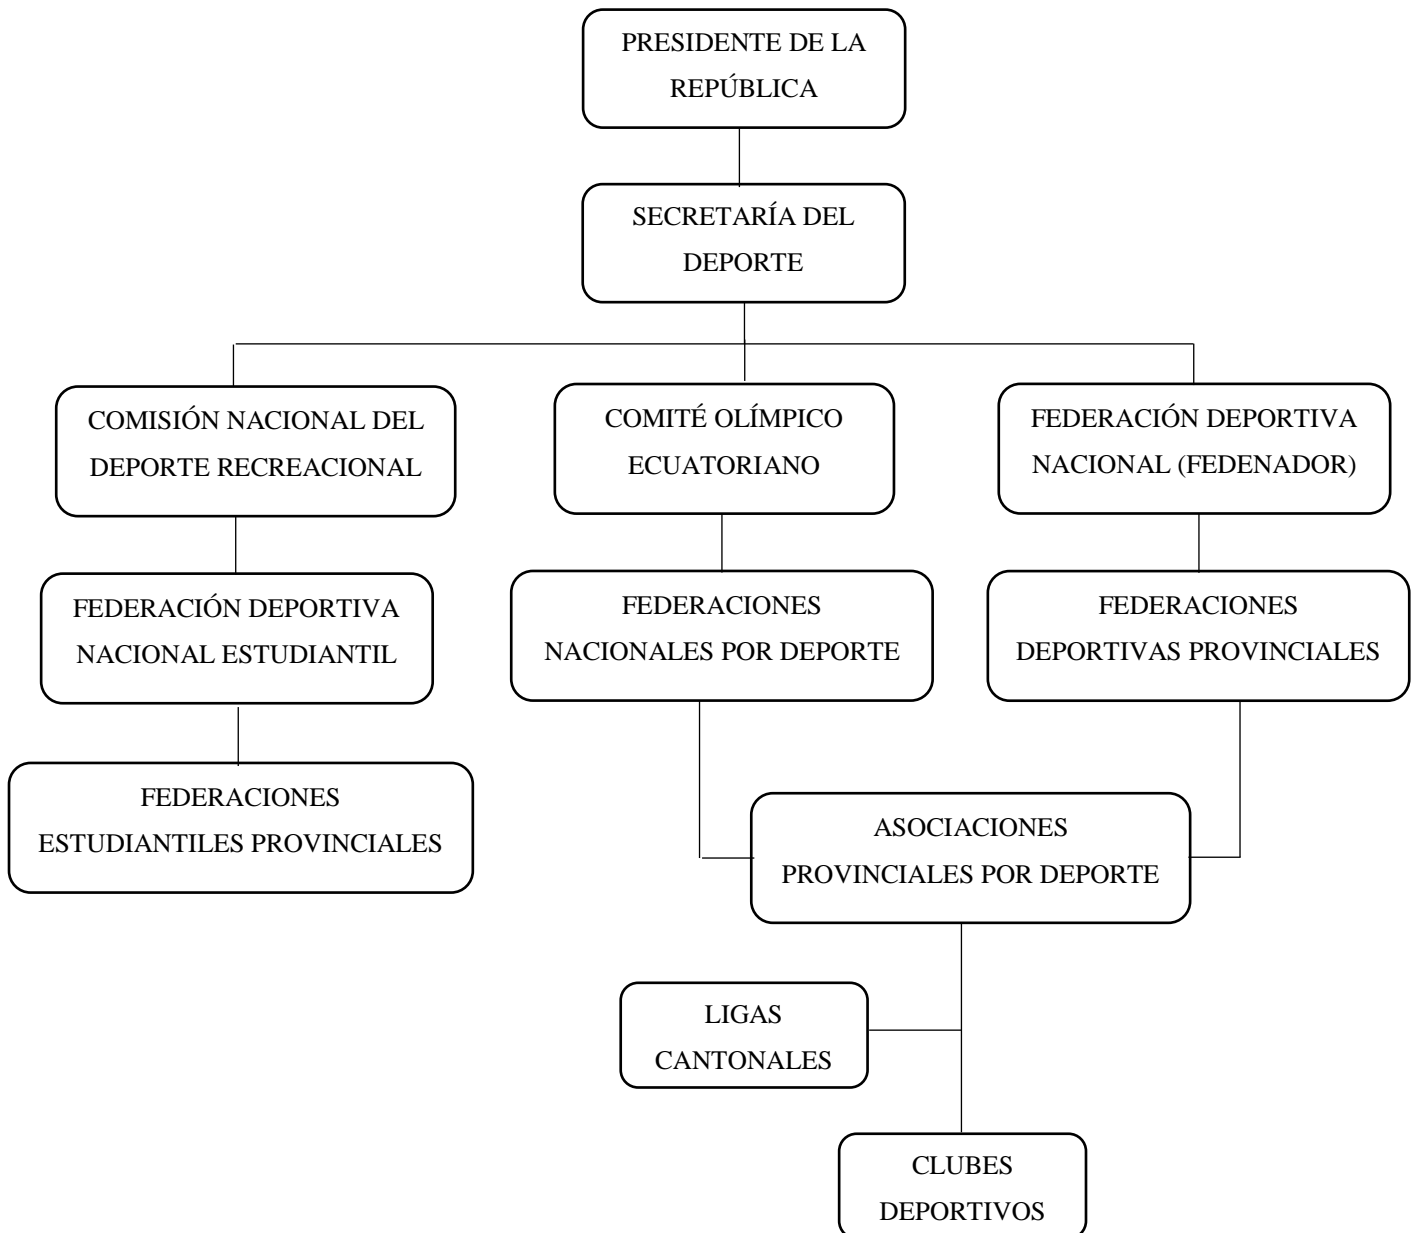 PRESIDENTE DE LA
REPÚBLICA
SECRETARÍA DEL
DEPORTE
COMISIÓN NACIONAL DEL
DEPORTE RECREACIONAL
COMITÉ OLÍMPICO
ECUATORIANO
FEDERACIÓN DEPORTIVA
NACIONAL (FEDENADOR)
FEDERACIÓN DEPORTIVA
NACIONAL ESTUDIANTIL
FEDERACIONES
NACIONALES POR DEPORTE
FEDERACIONES
DEPORTIVAS PROVINCIALES
FEDERACIONES
ESTUDIANTILES PROVINCIALES
ASOCIACIONES
PROVINCIALES POR DEPORTE
LIGAS
CANTONALES
CLUBES
DEPORTIVOS